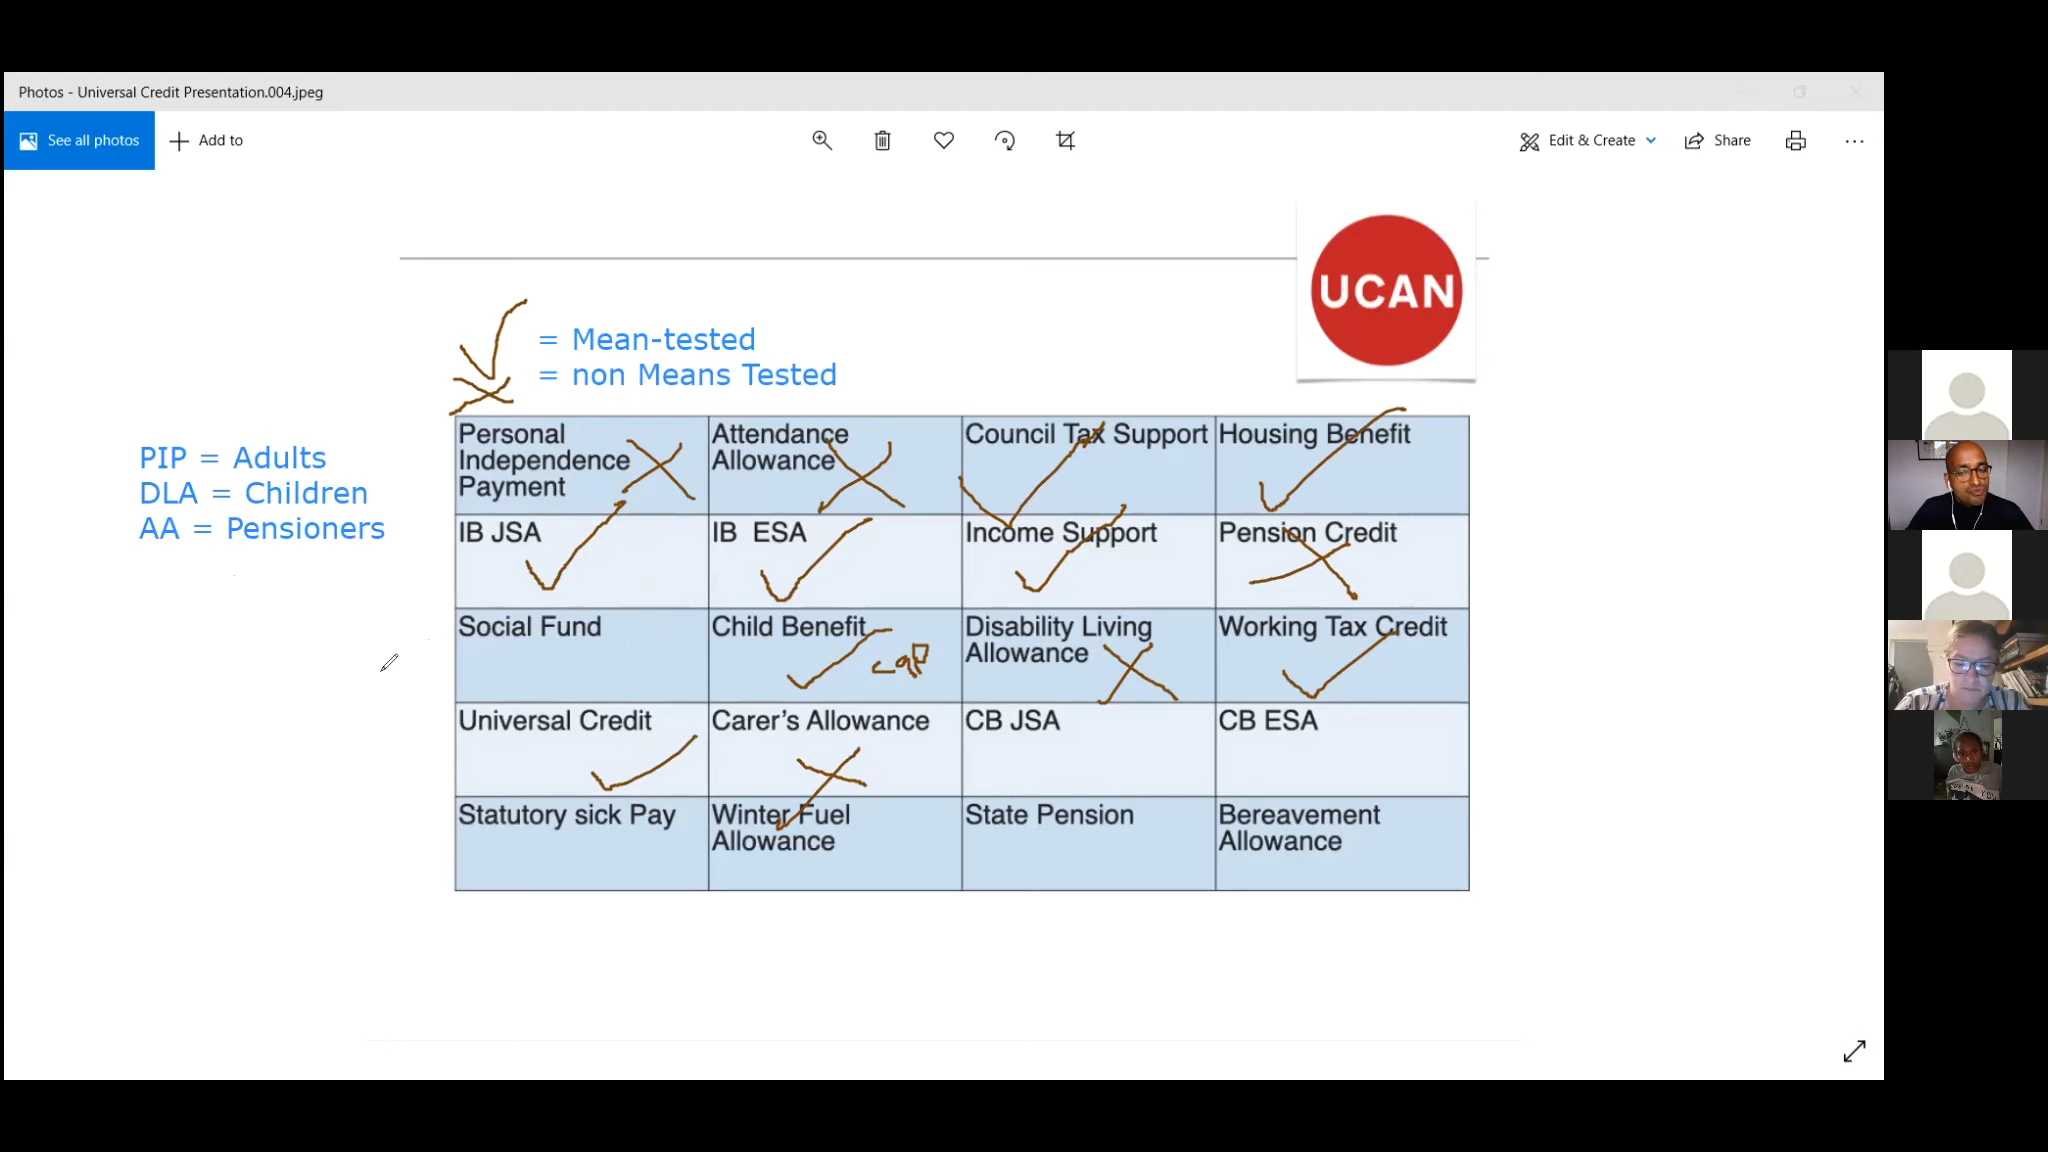 Photos - Universal Credit Presentation.004.jpeg
See all photos
Add to
Edit & Create
Share
UCAN
= Mean-tested
= non Means Tested
PIP = Adults
DLA = Children
AA = Pensioners
Personal
Independence
Payment
Attendance
Allowance
Council Tax Support
Housing Benefit
IB JSA
IB ESA
Income Support
Pension Credit
Social Fund
Child Benefit
cap
Disability Living
Allowance
Working Tax Credit
Universal Credit
Carer’s Allowance
CB JSA
CB ESA
Statutory sick Pay
Winter Fuel
Allowance
State Pension
Bereavement
Allowance